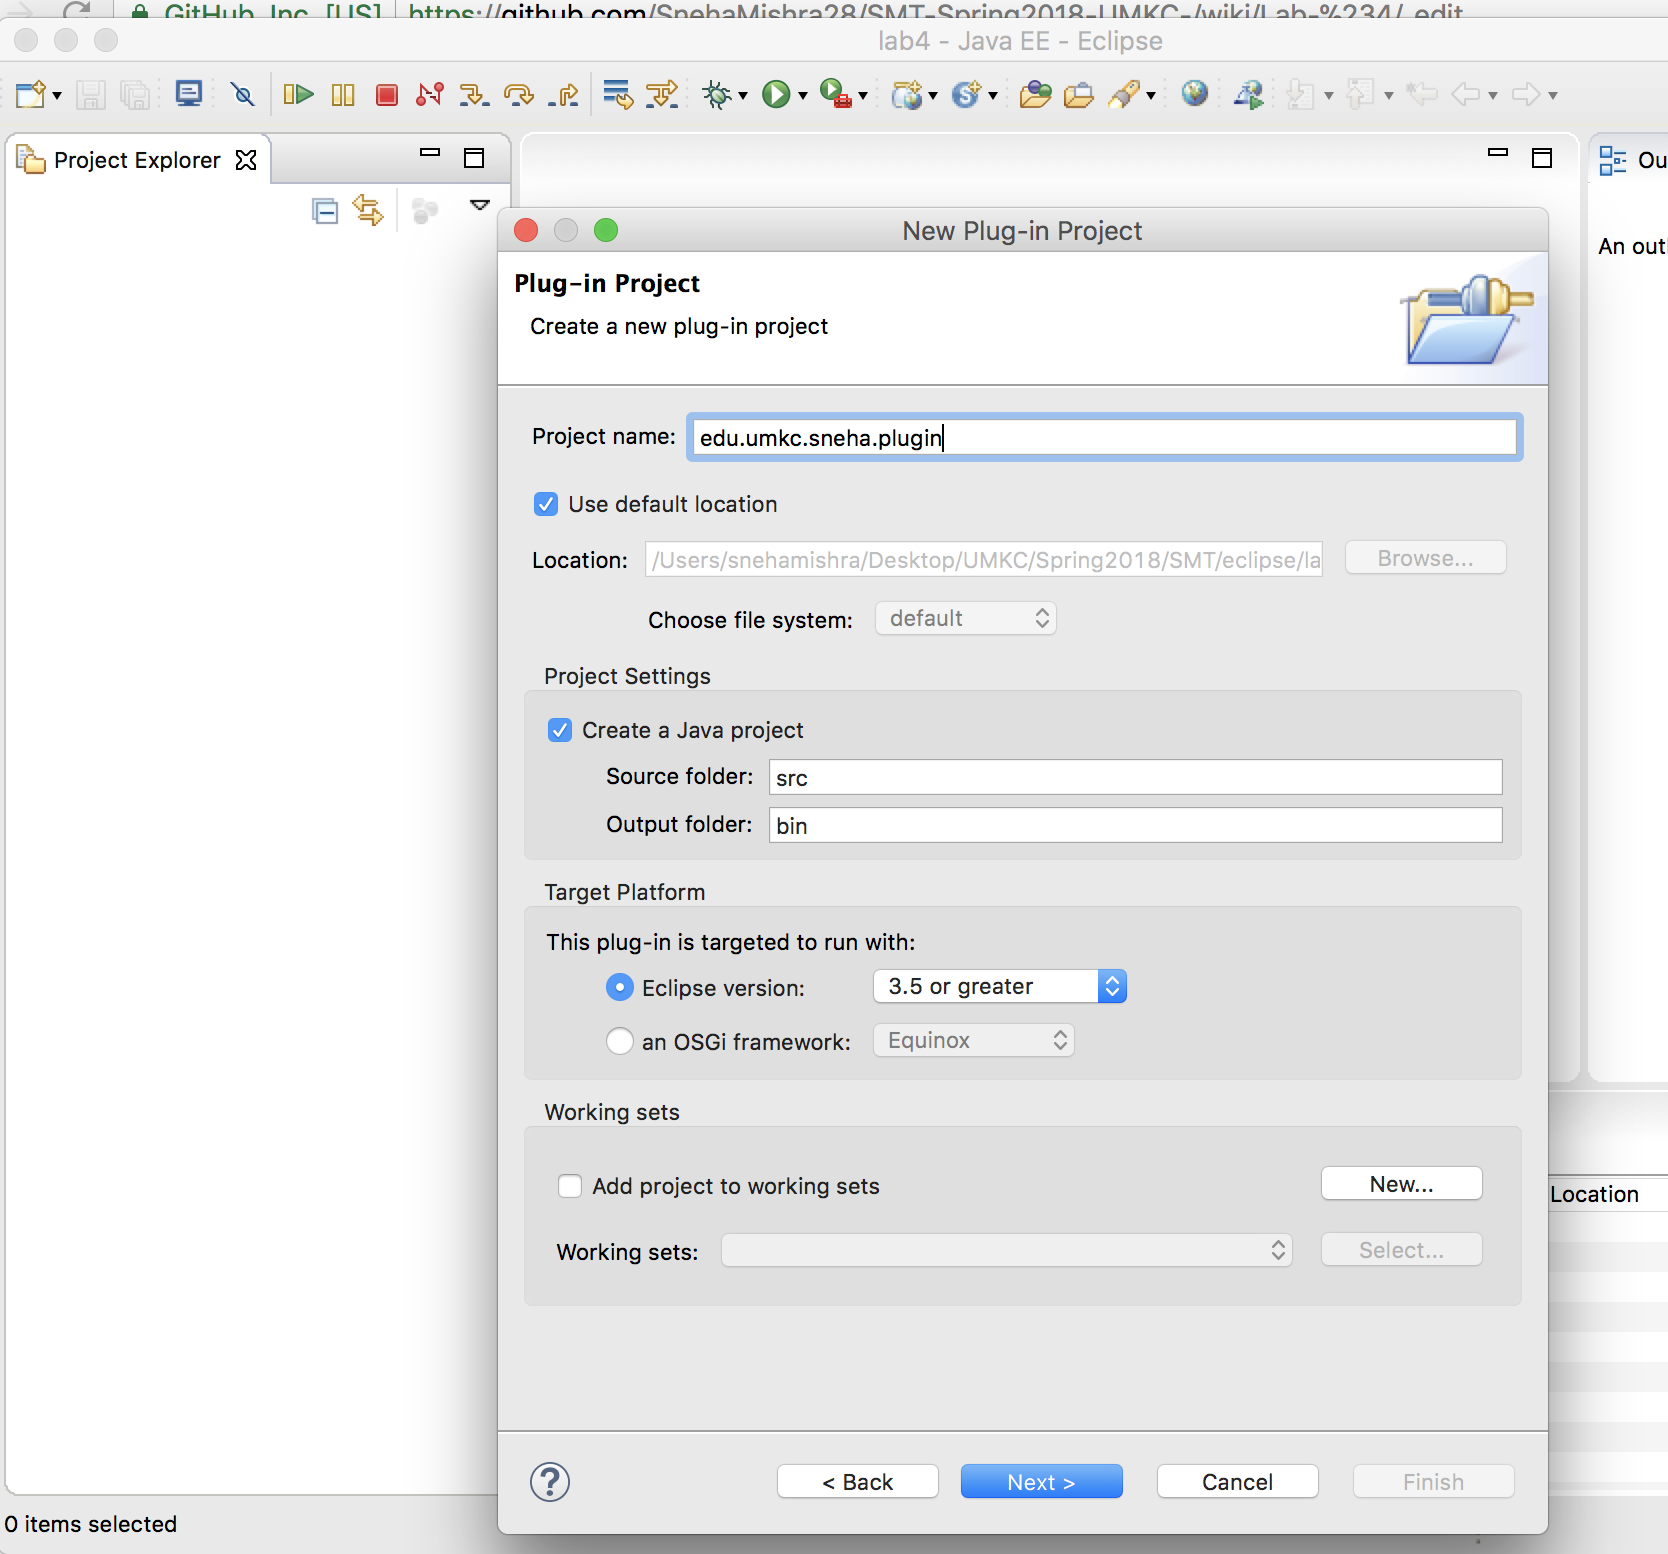 GitHub, Inc. [US] | https://github.com/SnehaMishra28/SMT-Spring2018-UMKC-/wiki/Lab-%234/_edit
lab4 - Java EE - Eclipse
Project Explorer
Ou
An outl
New Plug-in Project
Plug-in Project
Create a new plug-in project
Project name: edu.umkc.sneha.plugin
Use default location
Location: /Users/snehamishra/Desktop/UMKC/Spring2018/SMT/eclipse/la Browse...
Choose file system: default
Project Settings
Create a Java project
Source folder: src
Output folder: bin
Target Platform
This plug-in is targeted to run with:
Eclipse version: 3.5 or greater
an OSGi framework: Equinox
Working sets
Add project to working sets New...
Location
Working sets: Select...
? < Back Next > Cancel Finish
0 items selected